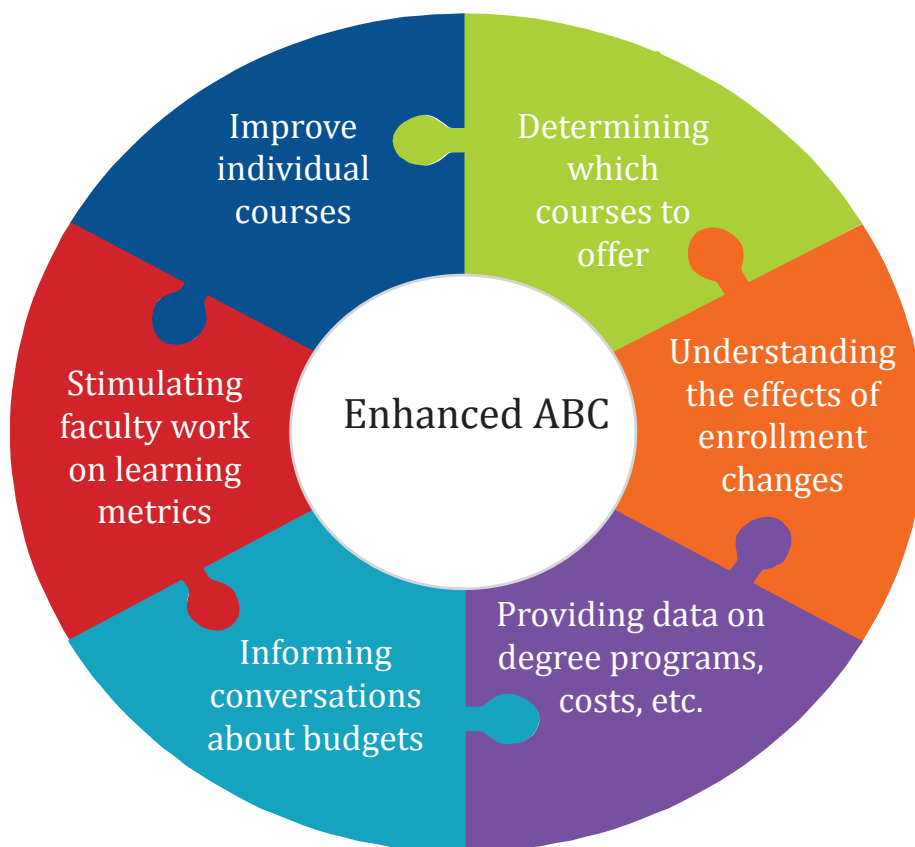 Improve
individual
courses
Determining
which
courses to
offer
Understanding
the effects of
enrollment
changes
Providing data on
degree programs,
costs, etc.
Informing
conversations
about budgets
Stimulating
faculty work
on learning
metrics
Enhanced ABC